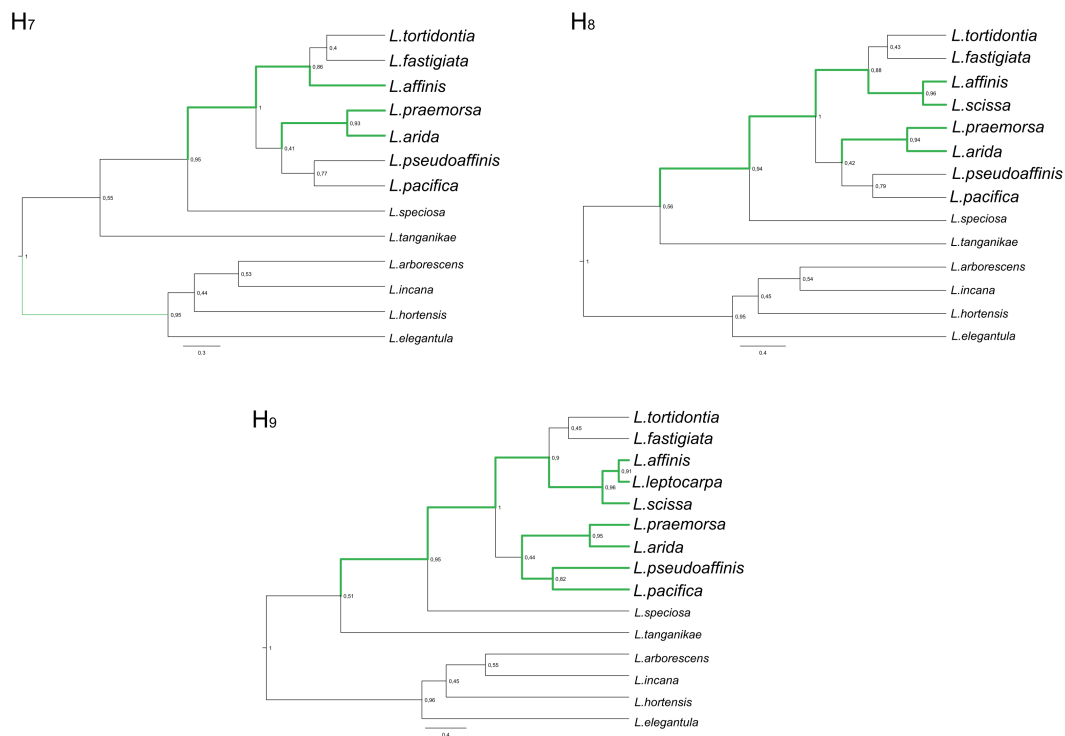 H7
L.tortidontia
0,4
L.fastigiata
0,86
L.affinis
1
L.praemorsa
0,93
L.arida
0,41
L.pseudoaffinis
0,95
0,77
L.pacifica
0,55
L.speciosa
L.tanganikae
1
L.arborescens
0,53
L.incana
0,44
L.hortensis
0,95
L.elegantula
0.3
H8
L.tortidontia
0,43
L.fastigiata
0,88
L.affinis
0,96
L.scissa
1
L.praemorsa
0,94
L.arida
0,42
0,94
L.pseudoaffinis
0,79
L.pacifica
0,56
L.speciosa
L.tanganikae
1
L.arborescens
0,54
L.incana
0,45
L.hortensis
0,95
L.elegantula
0.4
H9
L.tortidontia
0,45
L.fastigiata
0,9
L.affinis
0,91
L.leptocarpa
0,96
L.scissa
1
L.praemorsa
0,95
L.arida
0,44
0,95
L.pseudoaffinis
0,82
L.pacifica
0,51
L.speciosa
L.tanganikae
1
L.arborescens
0,55
L.incana
0,45
L.hortensis
0,96
L.elegantula
0.4